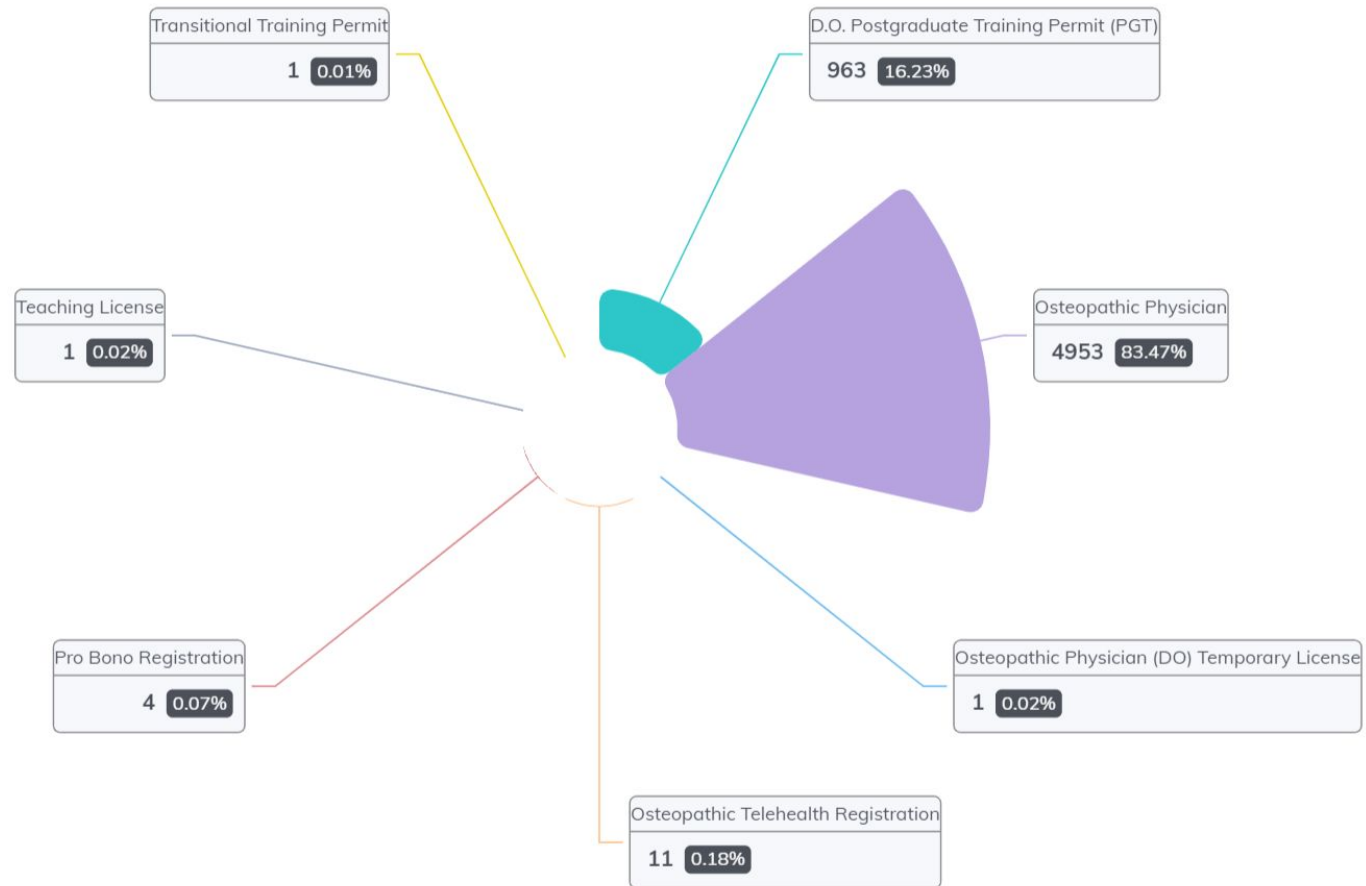 Transitional Training Permit
1 0.01%
D.O. Postgraduate Training Permit (PGT)
963 16.23%
Teaching License
1 0.02%
Osteopathic Physician
4953 83.47%
Pro Bono Registration
4 0.07%
Osteopathic Physician (DO) Temporary License
1 0.02%
Osteopathic Telehealth Registration
11 0.18%